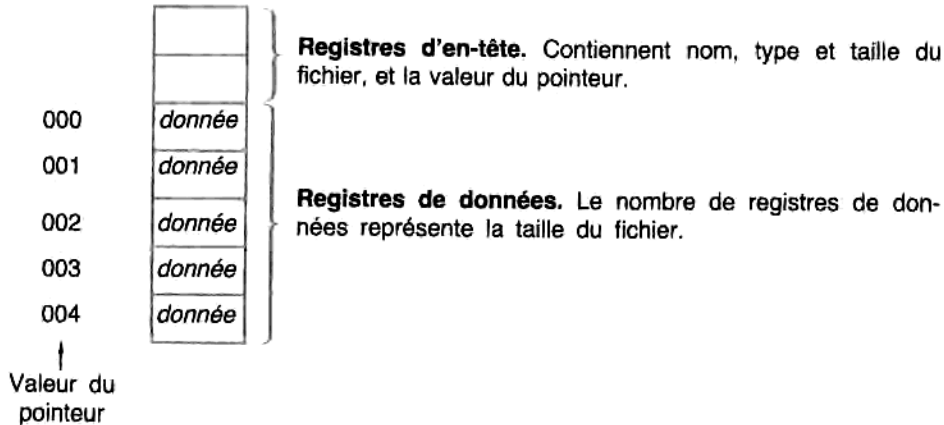 Registres d'en-tête. Contiennent nom, type et taille du
fichier, et la valeur du pointeur.
000 donnée
001 donnée
002 donnée
003 donnée
004 donnée
Registres de données. Le nombre de registres de don-
nées représente la taille du fichier.
Valeur du
pointeur